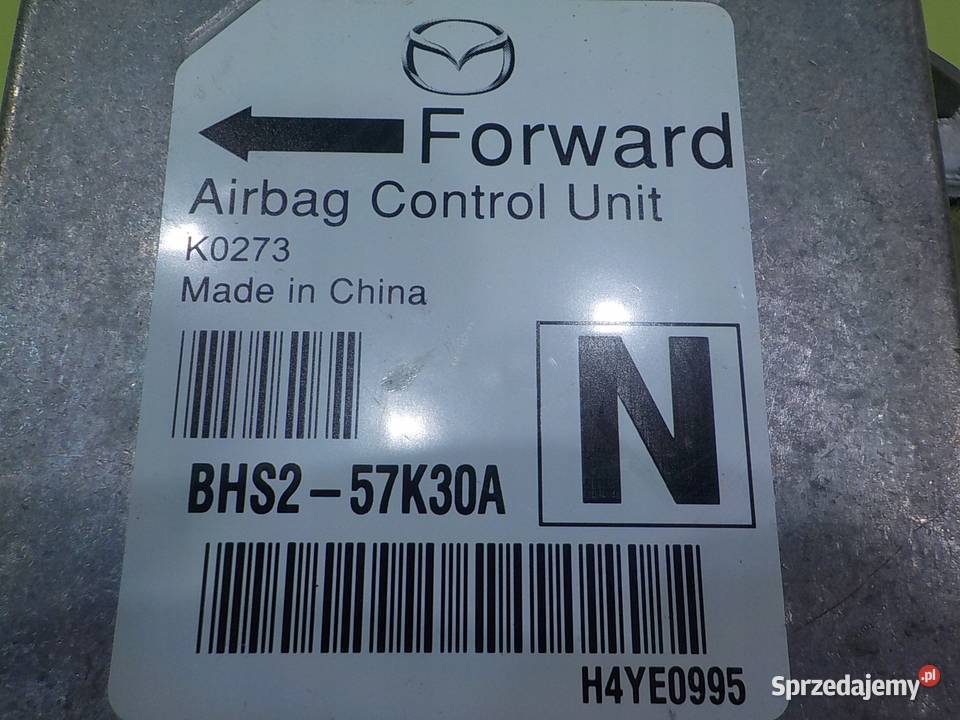 Forward
Airbag Control Unit
K0273
Made in China
N
BHS2-57K30A
H4YE0995
Sprzedajemy.pl